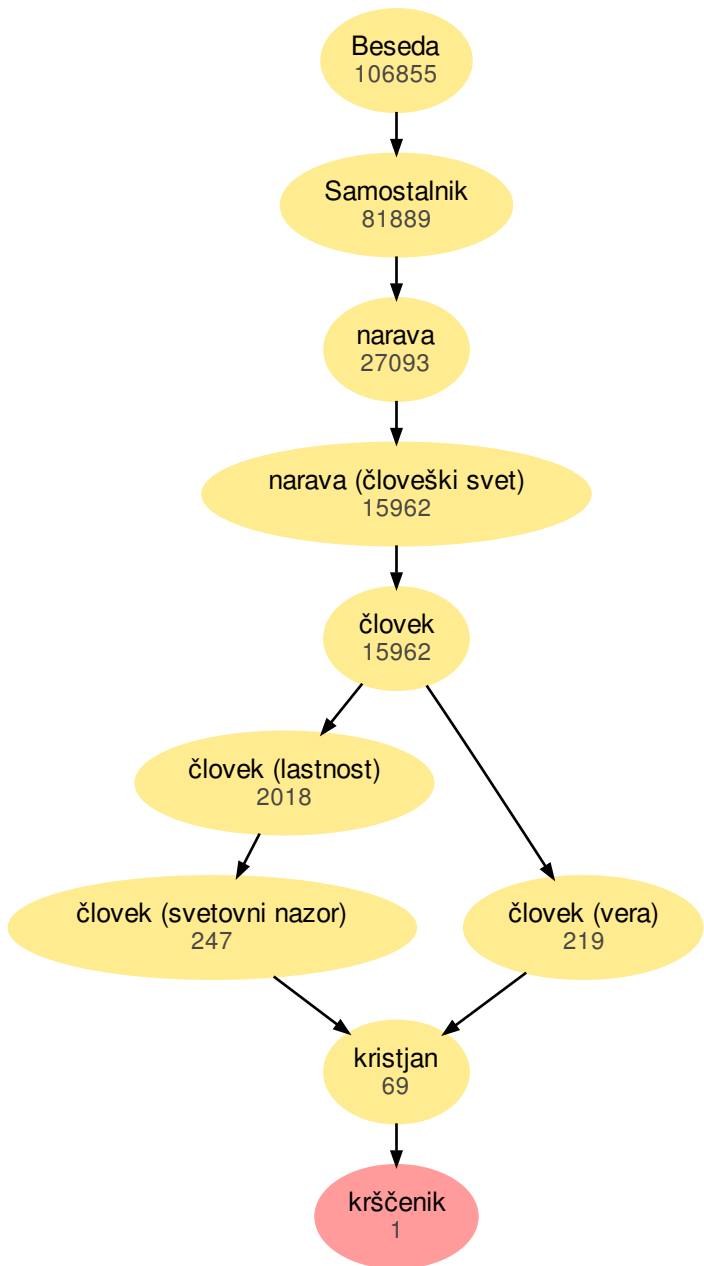 Beseda
106855
Samostalnik
81889
narava
27093
narava (človeški svet)
15962
človek
15962
človek (lastnost)
2018
človek (svetovni nazor)
247
človek (vera)
219
kristjan
69
krščenik
1